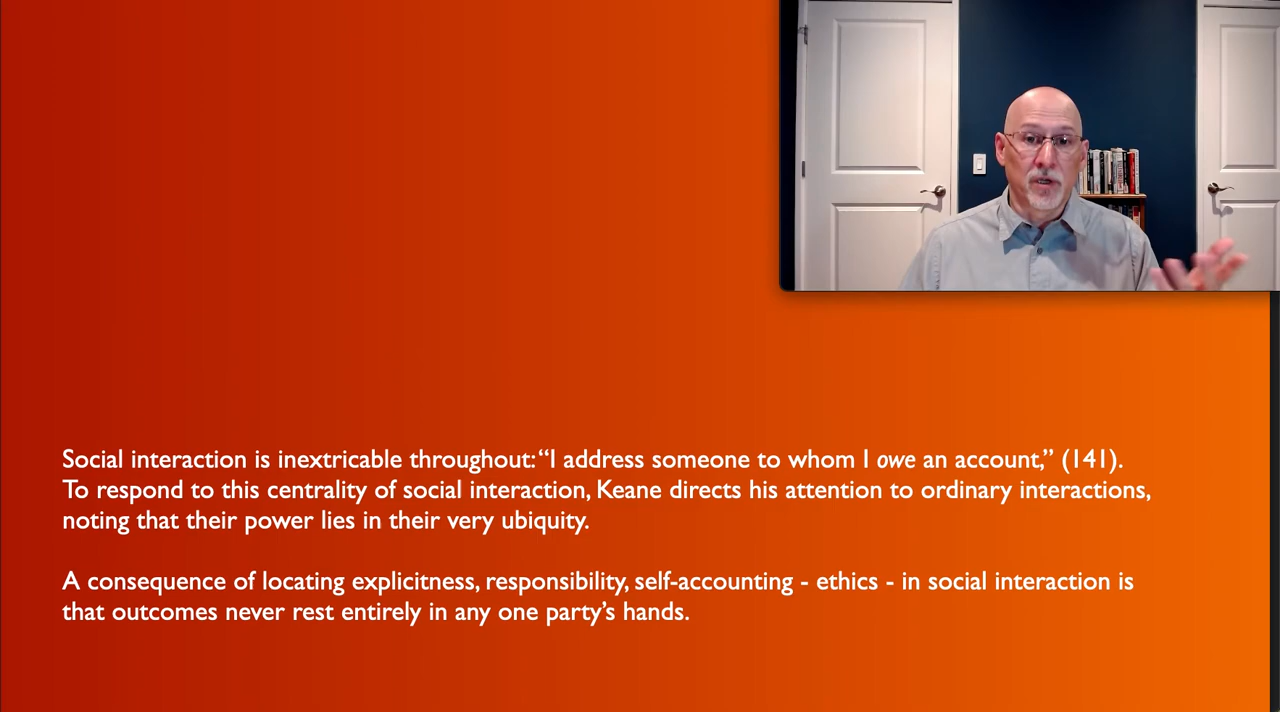 Social interaction is inextricable throughout: “I address someone to whom I owe an account,” (141).
To respond to this centrality of social interaction, Keane directs his attention to ordinary interactions,
noting that their power lies in their very ubiquity.
A consequence of locating explicitness, responsibility, self-accounting - ethics - in social interaction is
that outcomes never rest entirely in any one party’s hands.